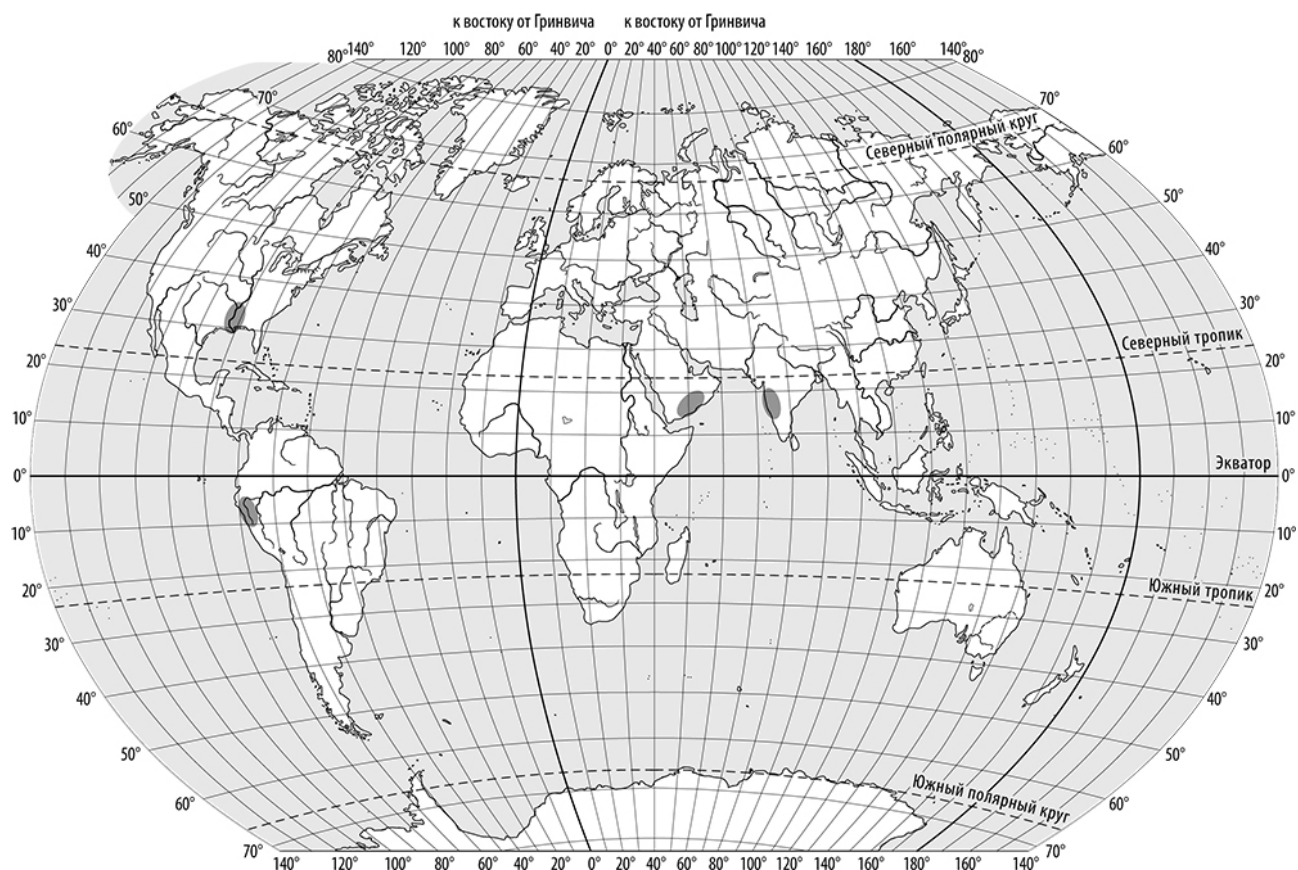 к востоку от Гринвича к востоку от Гринвича
80° 140° 120° 100° 80° 60° 40° 20° 0° 20° 40° 60° 80° 100° 120° 140° 160° 180° 160° 140° 80°
70° 70°
60° Северный полярный круг 60°
50° 50°
40° 40°
30° 30°
Северный тропик
20° 20°
10° 10°
Экватор
0° 0°
10° 10°
20° Южный тропик 20°
30° 30°
40° 40°
50° 50°
60° Южный полярный круг 60°
70° 70°
140° 120° 100° 80° 60° 40° 20° 0° 20° 40° 60° 80° 100° 120° 140° 160° 180° 160° 140°